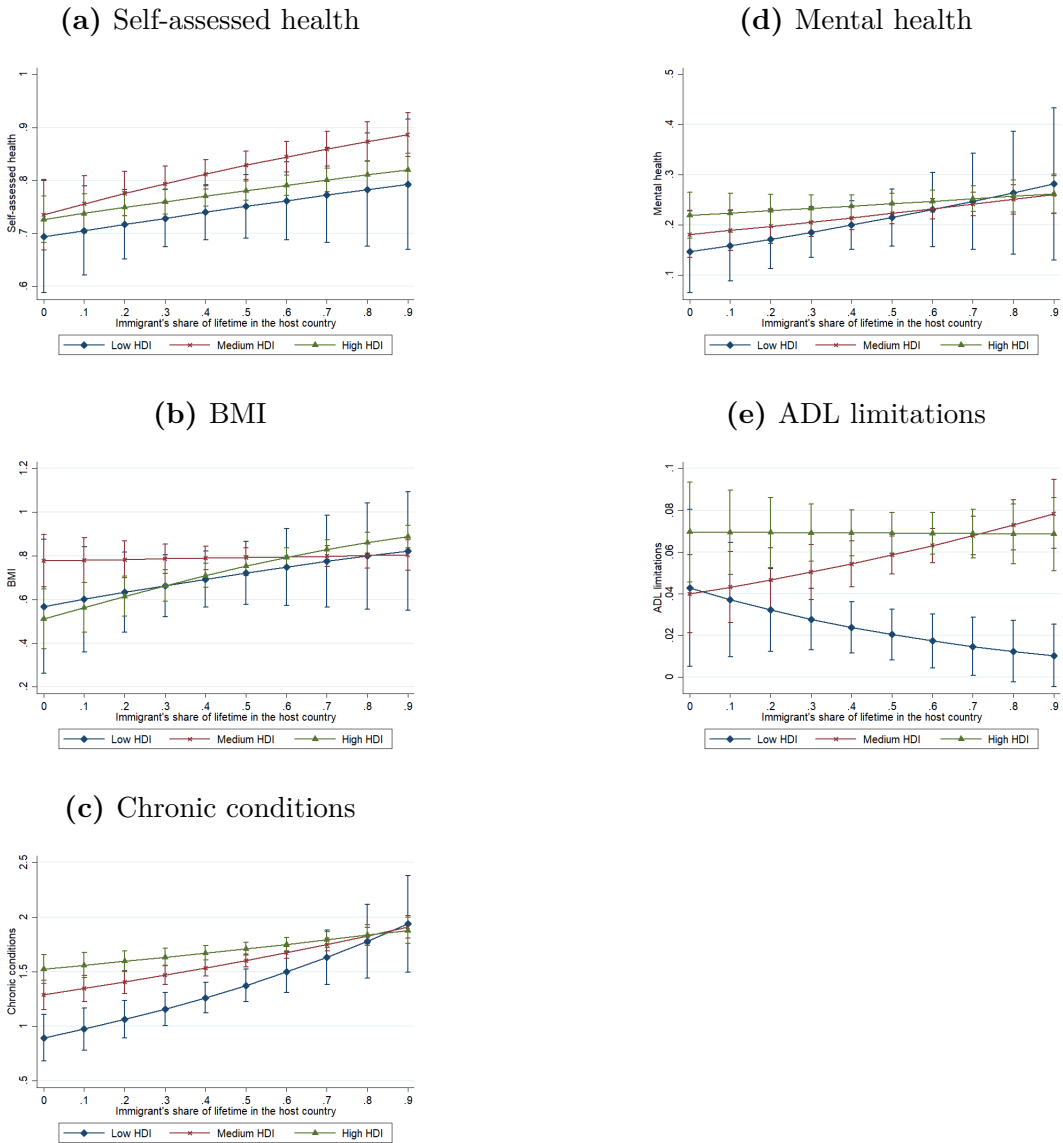 (a) Self-assessed health
Self-assessed health
1
.9
.8
.7
.6
0 .1 .2 .3 .4 .5 .6 .7 .8 .9
Immigrant's share of lifetime in the host country
Low HDI Medium HDI High HDI
(d) Mental health
Mental health
.5
.4
.3
.2
.1
0 .1 .2 .3 .4 .5 .6 .7 .8 .9
Immigrant's share of lifetime in the host country
Low HDI Medium HDI High HDI
(b) BMI
BMI
1.2
1
.8
.6
.4
.2
0 .1 .2 .3 .4 .5 .6 .7 .8 .9
Immigrant's share of lifetime in the host country
Low HDI Medium HDI High HDI
(e) ADL limitations
ADL limitations
.1
.08
.06
.04
.02
0
0 .1 .2 .3 .4 .5 .6 .7 .8 .9
Immigrant's share of lifetime in the host country
Low HDI Medium HDI High HDI
(c) Chronic conditions
Chronic conditions
2.5
2
1.5
1
.5
0 .1 .2 .3 .4 .5 .6 .7 .8 .9
Immigrant's share of lifetime in the host country
Low HDI Medium HDI High HDI